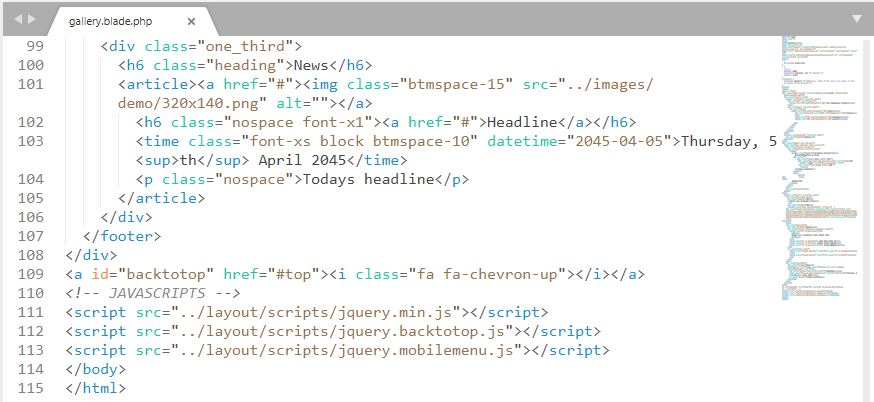 gallery.blade.php
99 <div class="one_third">
100 <h6 class="heading">News</h6>
101 <article><a href="#"><img class="btmspace-15" src="../images/
demo/320x140.png" alt=""></a>
102 <h6 class="nospace font-x1"><a href="#">Headline</a></h6>
103 <time class="font-xs block btmspace-10" datetime="2045-04-05">Thursday, 5
<sup>th</sup> April 2045</time>
104 <p class="nospace">Todays headline</p>
105 </article>
106 </div>
107 </footer>
108 </div>
109 <a id="backtotop" href="#top"><i class="fa fa-chevron-up"></i></a>
110 <!-- JAVASCRIPTS -->
111 <script src="../layout/scripts/jquery.min.js"></script>
112 <script src="../layout/scripts/jquery.backtotop.js"></script>
113 <script src="../layout/scripts/jquery.mobilemenu.js"></script>
114 </body>
115 </html>